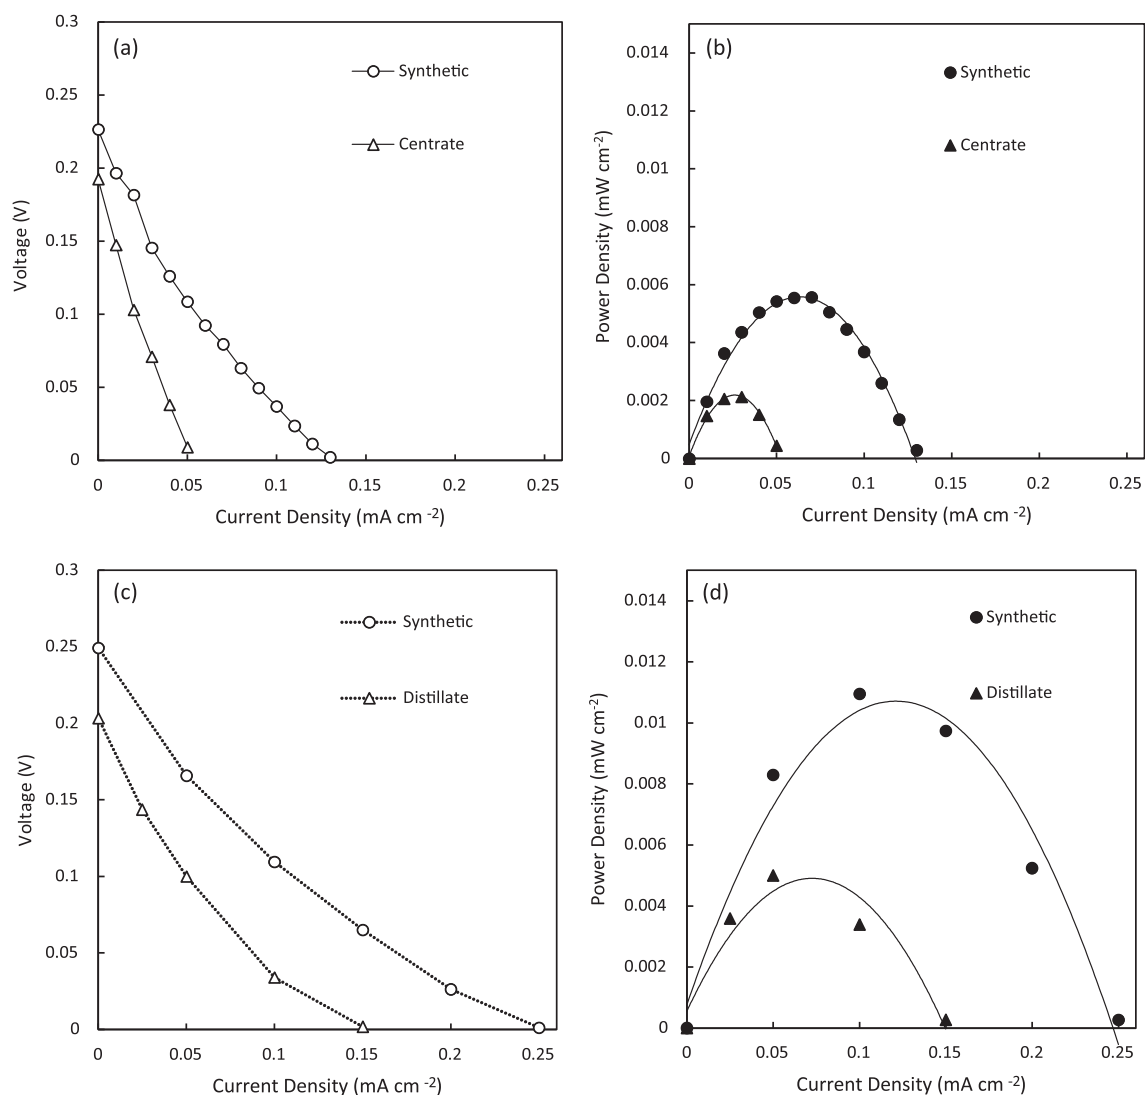 (a)
Synthetic
Centrate
0.3
0.25
0.2
0.15
0.1
0.05
0
Voltage (V)
0 0.05 0.1 0.15 0.2 0.25
Current Density (mA cm -2)
(b)
Synthetic
Centrate
0.014
0.012
0.01
0.008
0.006
0.004
0.002
0
Power Density (mW cm-2)
0 0.05 0.1 0.15 0.2 0.25
Current Density (mA cm -2)
(c)
Synthetic
Distillate
0.3
0.25
0.2
0.15
0.1
0.05
0
Voltage (V)
0 0.05 0.1 0.15 0.2 0.25
Current Density (mA cm-2)
(d)
Synthetic
Distillate
0.014
0.012
0.01
0.008
0.006
0.004
0.002
0
Power Density (mW cm-2)
0 0.05 0.1 0.15 0.2 0.25
Current Density (mA cm -2)